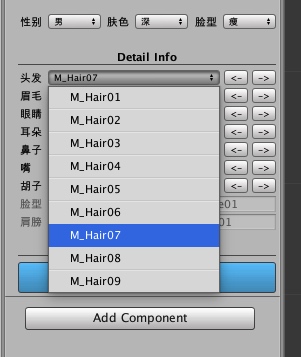 性别 男 肤色 深 脸型 瘦
Detail Info
头发 M_Hair07 <- ->
眉毛 M_Hair01 <- ->
眼睛 M_Hair02 <- ->
耳朵 M_Hair03 <- ->
鼻子 M_Hair04 <- ->
嘴 M_Hair05 <- ->
胡子 M_Hair06 <- ->
脸型 e01
肩膀 M_Hair07 01
M_Hair08
M_Hair09
Add Component